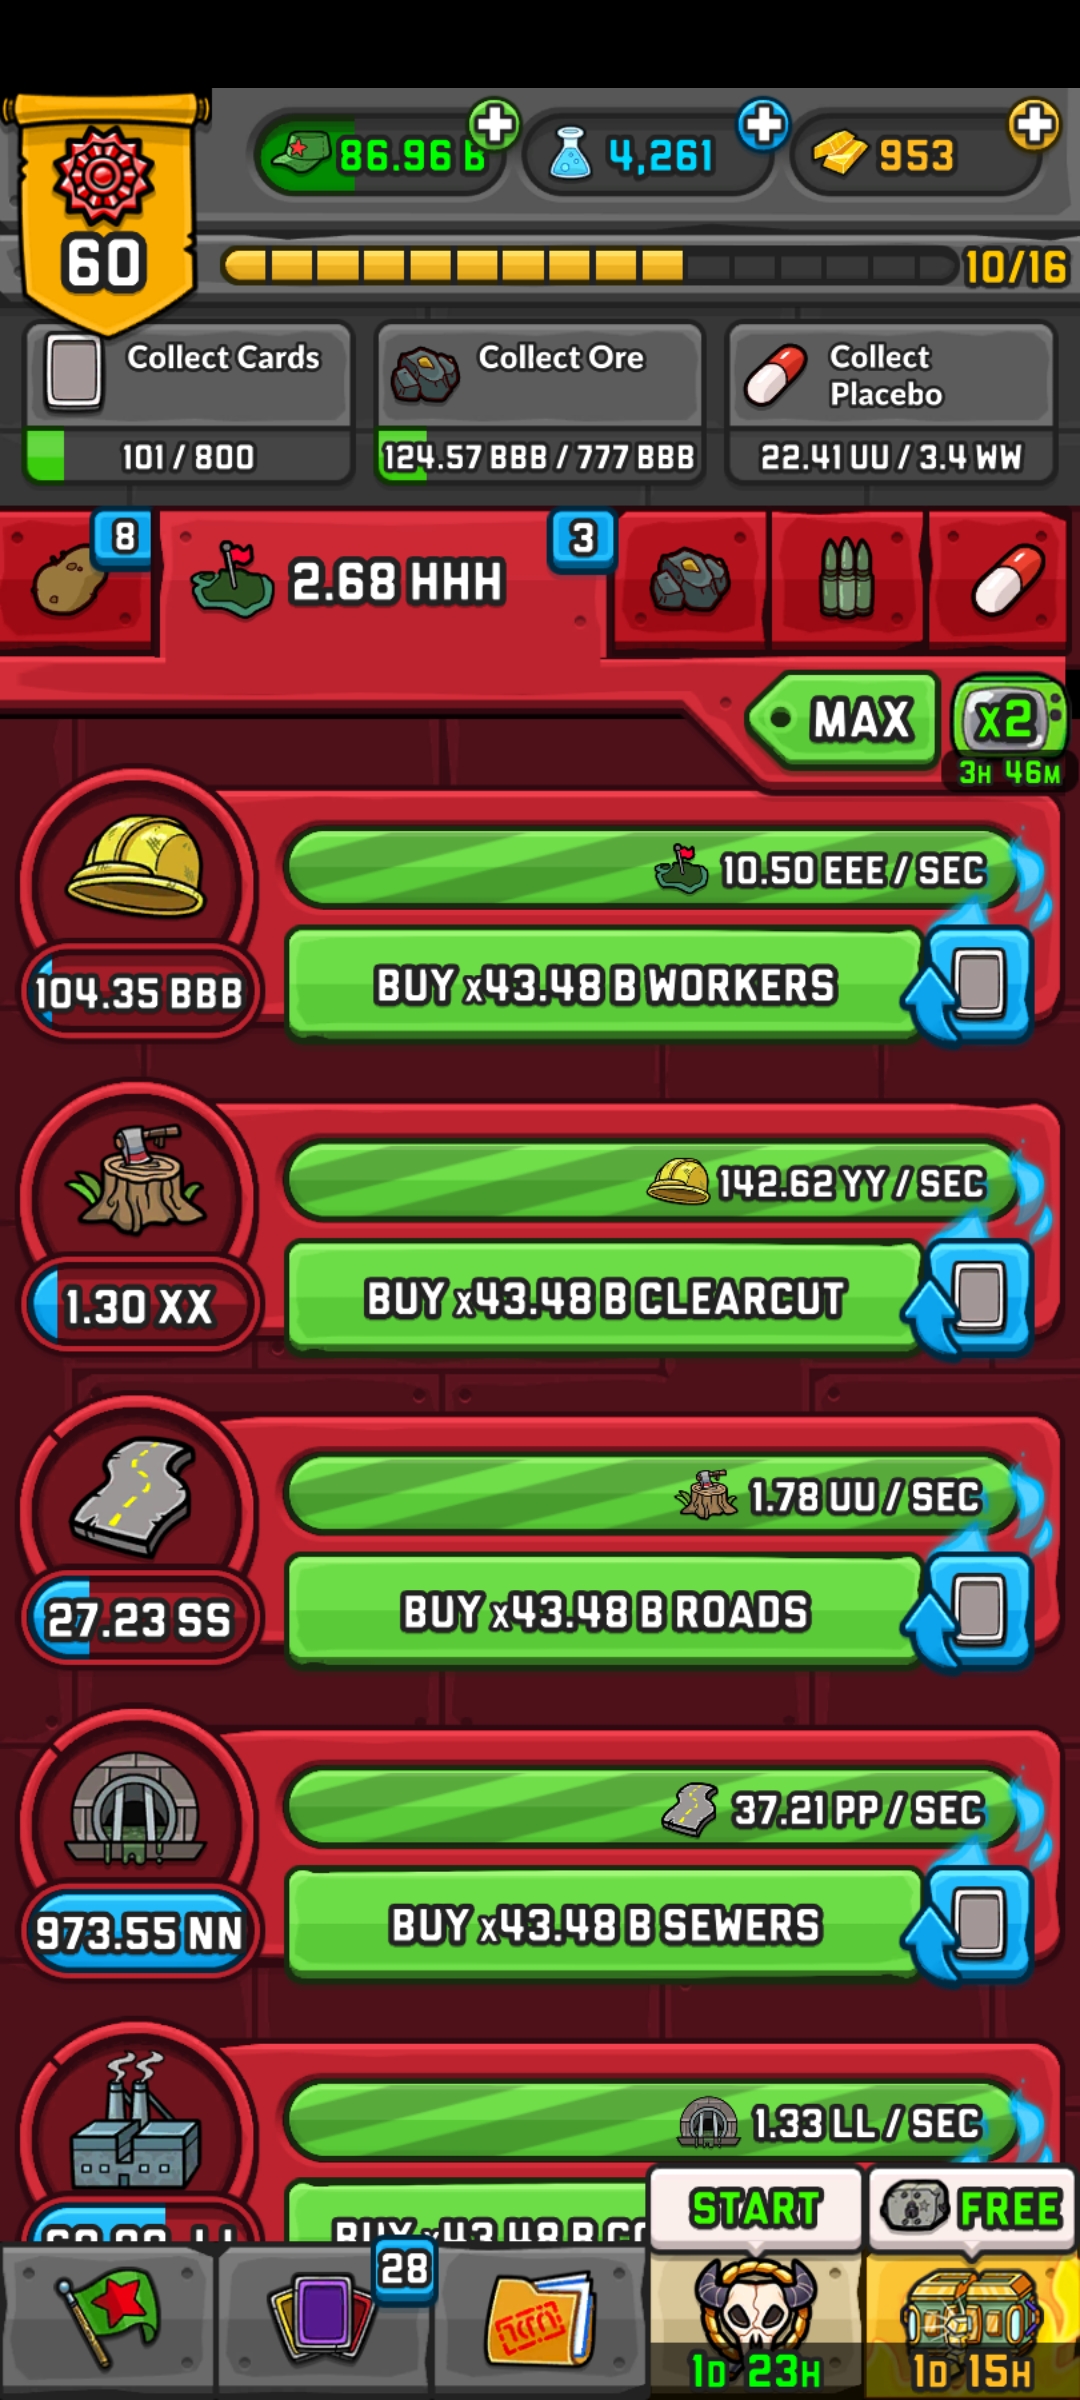 86.96 B
4,261
953
60
10/16
Collect Cards
101 / 800
Collect Ore
124.57 BBB / 777 BBB
Collect
Placebo
22.41 UU / 3.4 WW
8
2.68 HHH
3
MAX
x2
3H 46M
10.50 EEE / SEC
104.35 BBB
BUY x43.48 B WORKERS
142.62 YY / SEC
1.30 XX
BUY x43.48 B CLEARCUT
1.78 UU / SEC
27.23 SS
BUY x43.48 B ROADS
37.21 PP / SEC
973.55 NN
BUY x43.48 B SEWERS
1.33 LL / SEC
BUY x43.48 B
START
FREE
28
1D 23H
1D 15H